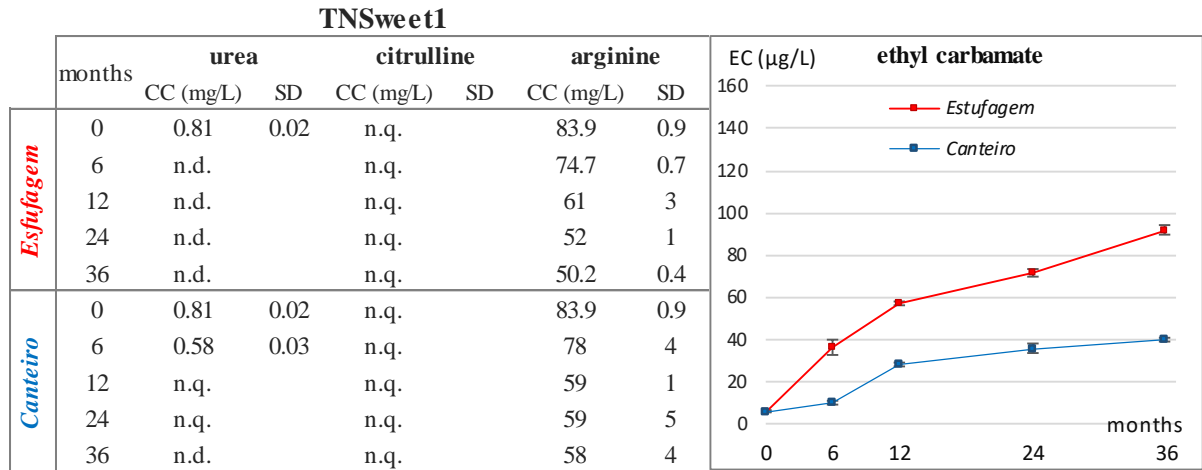 TNSweet1
months urea citrulline arginine
CC (mg/L) SD CC (mg/L) SD CC (mg/L) SD
Esfufagem
0 0.81 0.02 n.q. 83.9 0.9
6 n.d. n.q. 74.7 0.7
12 n.d. n.q. 61 3
24 n.d. n.q. 52 1
36 n.d. n.q. 50.2 0.4
Canteiro
0 0.81 0.02 n.q. 83.9 0.9
6 0.58 0.03 n.q. 78 4
12 n.q. n.q. 59 1
24 n.q. n.q. 59 5
36 n.d. n.q. 58 4
EC (µg/L) ethyl carbamate
160
140
120
100
80
60
40
20
0
Estufagem
Canteiro
months
0 6 12 24 36